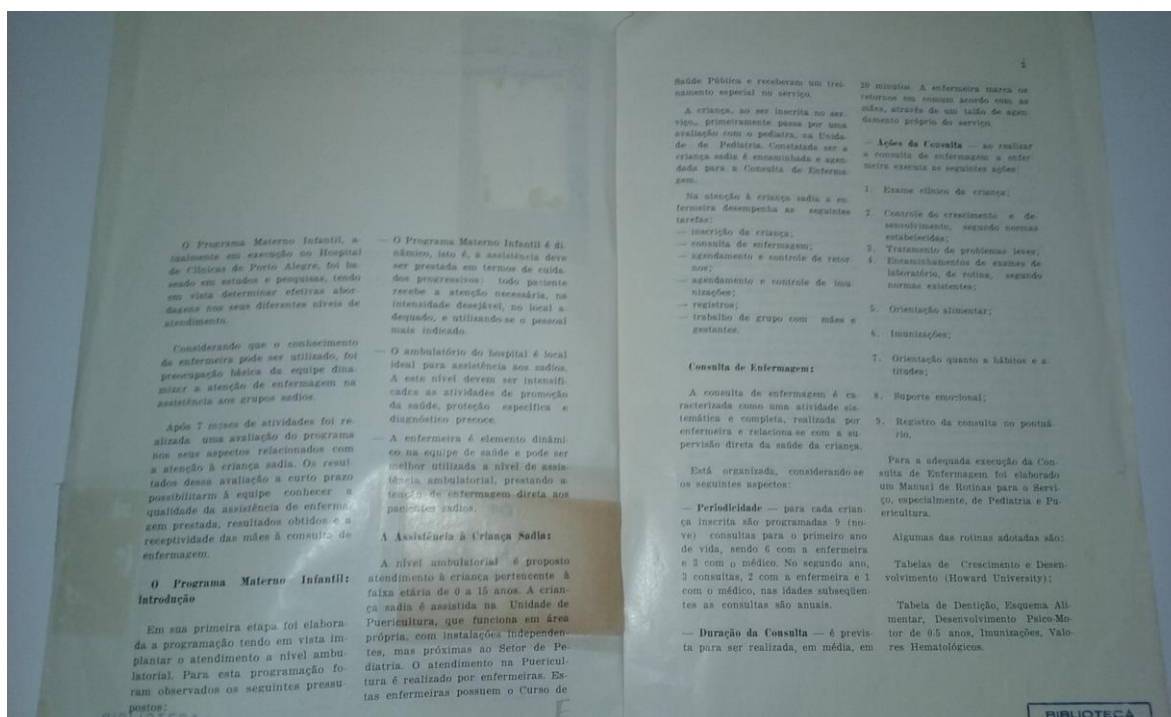 O Programa Materno Infantil, a-
tualmente em execução no Hospital
de Clínicas de Porto Alegre, foi ba-
seado em estudos e pesquisas, tendo
em vista determinar efetivas abor-
dagens nos seus diferentes níveis de
atendimento.
Considerando que o conhecimento
da enfermeira pode ser utilizado, foi
preocupação básica da equipe dina-
mizar a atenção de enfermagem na
assistência aos grupos sadios.
Após 7 meses de atividades foi re-
alizada uma avaliação do programa
nos seus aspectos relacionados com
a atenção à criança sadia. Os resul-
tados dessa avaliação a curto prazo
possibilitarm à equipe conhecer a
qualidade da assistência de enferma-
gem prestada, resultados obtidos e a
receptividade das mães à consulta de
enfermagem.
O Programa Materno Infantil:
Introdução
Em sua primeira etapa foi elabora-
da a programação tendo em vista im-
plantar o atendimento a nível ambu-
latorial. Para esta programação fo-
ram observados os seguintes pressu-
postos:
— O Programa Materno Infantil é di-
nâmico, isto é, a assistência deve
ser prestada em termos de cuida-
dos progressivos: todo paciente
recebe a atenção necessária, na
intensidade desejável, no local a-
dequado, e utilizando-se o pessoal
mais indicado.
— O ambulatório do hospital é local
ideal para assistência aos sadios.
A este nível devem ser intensifi-
cadas as atividades de promoção
da saúde, proteção específica e
diagnóstico precoce.
— A enfermeira é elemento dinâmi-
co na equipe de saúde e pode ser
melhor utilizada a nível de assis-
tência ambulatorial, prestando a-
tenção de enfermagem direta aos
pacientes sadios.
A Assistência à Criança Sadia:
A nível ambulatorial é proposto
atendimento à criança pertencente à
faixa etária de 0 a 15 anos. A crian-
ça sadia é assistida na Unidade de
Puericultura, que funciona em área
própria, com instalações independen-
tes, mas próximas ao Setor de Pe-
diatria. O atendimento na Puericul-
tura é realizado por enfermeiras. Es-
tas enfermeiras possuem o Curso de
Saúde Pública e receberam um trei-
namento especial no serviço.
A criança, ao ser inscrita no ser-
viço, primeiramente passa por uma
avaliação com o pediatra, na Unida-
de de Pediatria. Constatada ser a
criança sadia é encaminhada e agen-
dada para a Consulta de Enferma-
gem.
Na atenção à criança sadia a en-
fermeira desempenha as seguintes
tarefas:
— inscrição da criança;
— consulta de enfermagem;
— agendamento e controle de retor-
nos;
— agendamento e controle de imu-
nizações;
— registros;
— trabalho de grupo com mães e
gestantes.
Consulta de Enfermagem:
A consulta de enfermagem é ca-
racterizada como uma atividade sis-
temática e completa, realizada por
enfermeira e relaciona-se com a su-
pervisão direta da saúde da criança.
Está organizada, considerando-se
os seguintes aspectos:
— Periodicidade — para cada crian-
ça inscrita são programadas 9 (no-
ve) consultas para o primeiro ano
de vida, sendo 6 com a enfermeira
e 3 com o médico. No segundo ano,
3 consultas, 2 com a enfermeira e 1
com o médico, nas idades subseqüen-
tes as consultas são anuais.
— Duração da Consulta — é previs-
ta para ser realizada, em média, em
20 minutos. A enfermeira marca os
retornos em comum acordo com as
mães, através de um talão de agen-
damento próprio do serviço.
— Ações da Consulta — ao realizar
a consulta de enfermagem a enfer-
meira executa as seguintes ações:
1. Exame clínico da criança;
2. Controle do crescimento e de-
senvolvimento, segundo normas
estabelecidas;
3. Tratamento de problemas leves;
4. Encaminhamentos de exames de
laboratório, de rotina, segundo
normas existentes;
5. Orientação alimentar;
6. Imunizações;
7. Orientação quanto a hábitos e a-
titudes;
8. Suporte emocional;
9. Registro da consulta no pontuá-
rio.
Para a adequada execução da Con-
sulta de Enfermagem foi elaborado
um Manual de Rotinas para o Servi-
ço, especialmente, de Pediatria e Pu-
ericultura.
Algumas das rotinas adotadas são:
Tabelas de Crescimento e Desen-
volvimento (Howard University);
Tabela de Dentição, Esquema Ali-
mentar, Desenvolvimento Psico-Mo-
tor de 0-5 anos, Imunizações, Valo-
res Hematológicos.
BIBLIOTECA